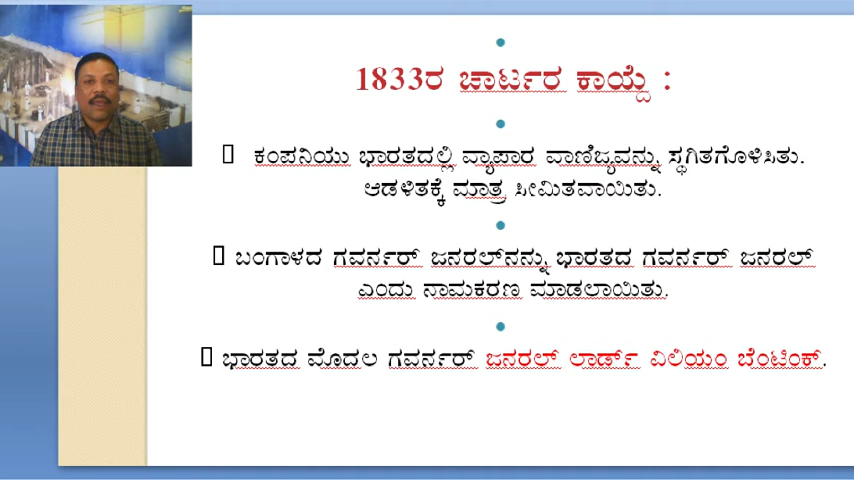 1833ರ ಚಾರ್ಟರ ಕಾಯ್ದೆ :
ಕಂಪನಿಯು ಭಾರತದಲ್ಲಿ ವ್ಯಾಪಾರ ವಾಣಿಜ್ಯವನ್ನು ಸ್ಥಗಿತಗೊಳಿಸಿತು.
ಆಡಳಿತಕ್ಕೆ ಮಾತ್ರ ಸೀಮಿತವಾಯಿತು.
ಬಂಗಾಳದ ಗವರ್ನರ್ ಜನರಲ್‌ನನ್ನು ಭಾರತದ ಗವರ್ನರ್ ಜನರಲ್
ಎಂದು ನಾಮಕರಣ ಮಾಡಲಾಯಿತು.
ಭಾರತದ ಮೊದಲ ಗವರ್ನರ್ ಜನರಲ್ ಲಾರ್ಡ್ ವಿಲಿಯಂ ಬೆಂಟಿಂಕ್.